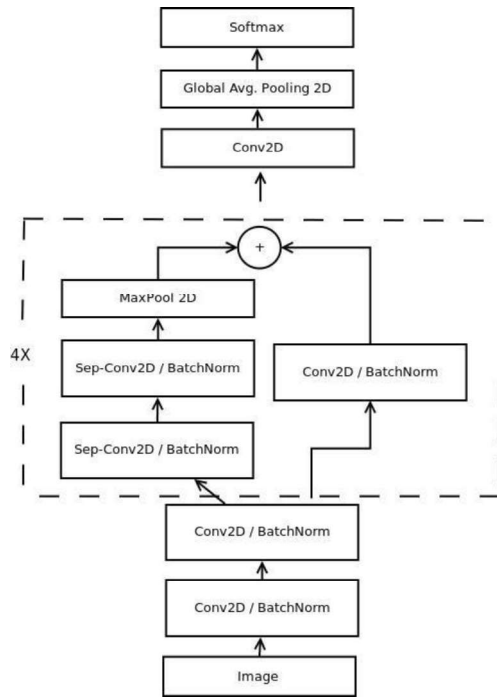 Softmax
Global Avg. Pooling 2D
Conv2D
+
MaxPool 2D
4X
Sep-Conv2D / BatchNorm
Conv2D / BatchNorm
Sep-Conv2D / BatchNorm
Conv2D / BatchNorm
Conv2D / BatchNorm
Image